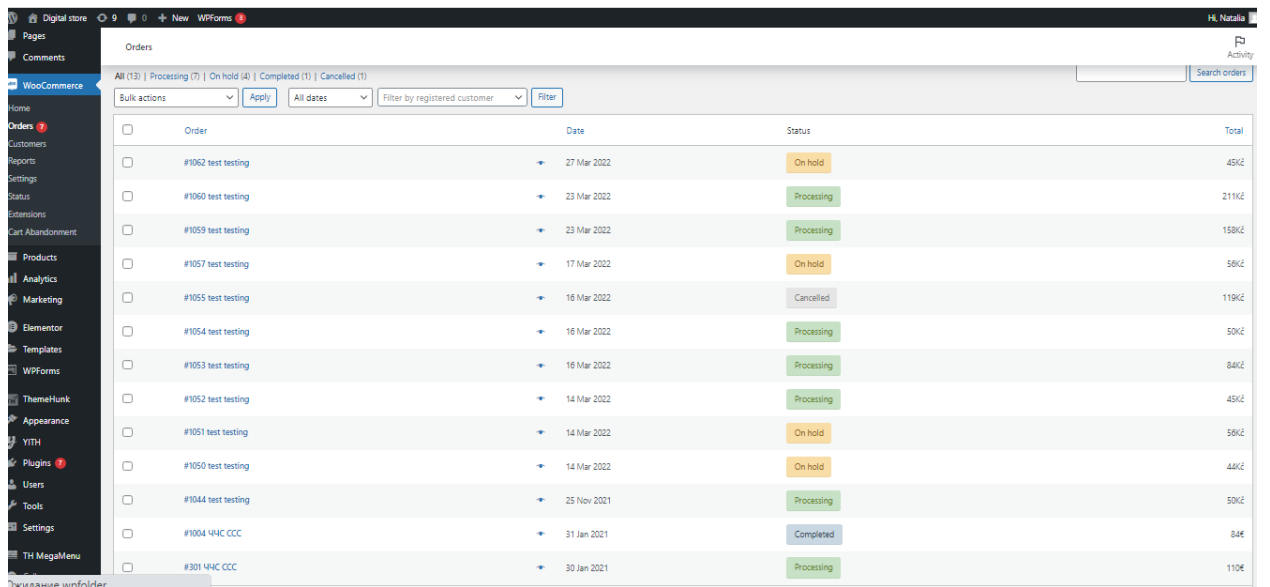 Digital store 9 0 New WPForms 3 Hi, Natalia
Pages
Comments
WooCommerce
Home
Orders 7
Customers
Reports
Settings
Status
Extensions
Cart Abandonment
Products
Analytics
Marketing
Elementor
Templates
WPForms
ThemeHunk
Appearance
YITH
Plugins 7
Users
Tools
Settings
TH MegaMenu
Orders
Activity
All (13) | Processing (7) | On hold (4) | Completed (1) | Cancelled (1)
Search orders
Bulk actions Apply All dates Filter by registered customer Filter
Order Date Status Total
#1062 test testing 27 Mar 2022 On hold 45Kč
#1060 test testing 23 Mar 2022 Processing 211Kč
#1059 test testing 23 Mar 2022 Processing 158Kč
#1057 test testing 17 Mar 2022 On hold 56Kč
#1055 test testing 16 Mar 2022 Cancelled 119Kč
#1054 test testing 16 Mar 2022 Processing 50Kč
#1053 test testing 16 Mar 2022 Processing 84Kč
#1052 test testing 14 Mar 2022 Processing 45Kč
#1051 test testing 14 Mar 2022 On hold 56Kč
#1050 test testing 14 Mar 2022 On hold 44Kč
#1044 test testing 25 Nov 2021 Processing 50Kč
#1004 ЧЧС ССС 31 Jan 2021 Completed 84€
#301 ЧЧС ССС 30 Jan 2021 Processing 110€
Ожидание wpfolder